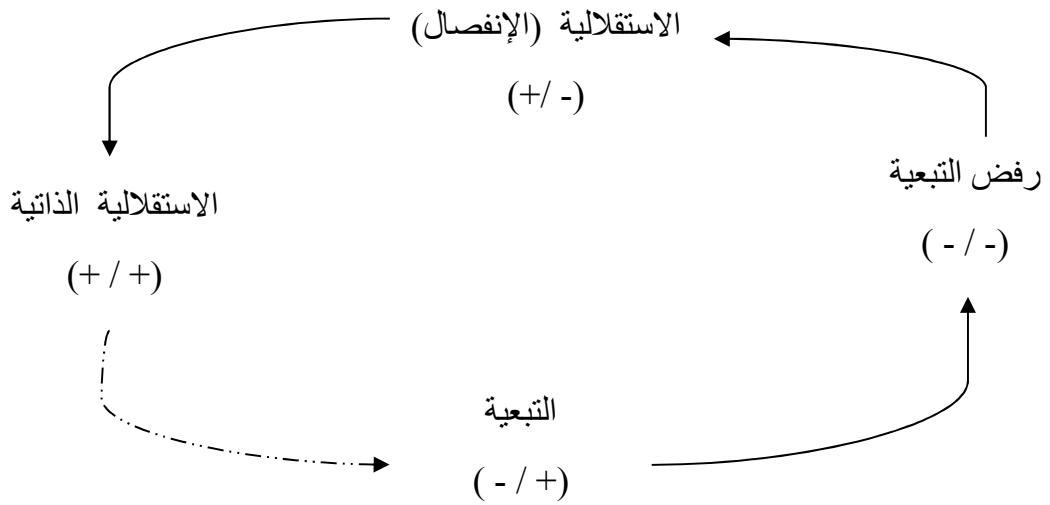 الاستقلالية (الإنفصال)
(- /+)
رفض التبعية
(- / -)
الاستقلالية الذاتية
(+ / +)
التبعية
(+ / -)